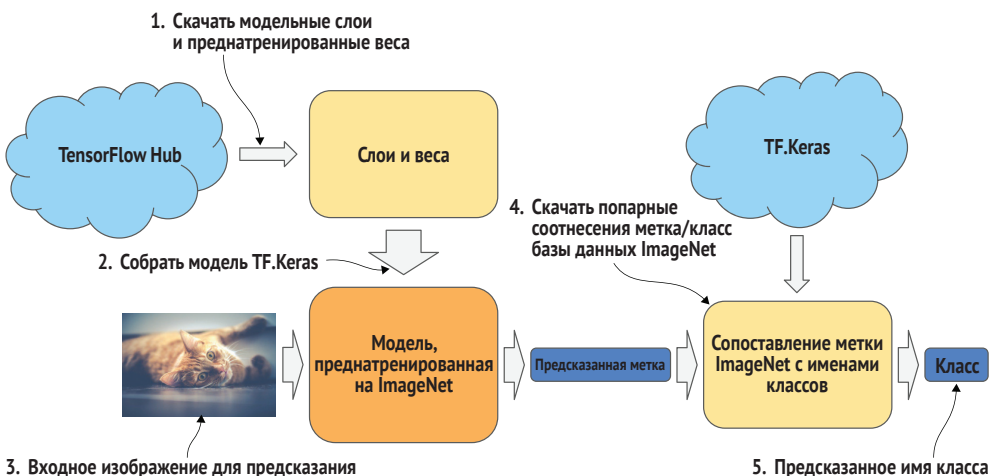 1. Скачать модельные слои
и преднатренированные веса
TensorFlow Hub
Слои и веса
TF.Keras
4. Скачать попарные
соотнесения метка/класс
базы данных ImageNet
2. Собрать модель TF.Keras
Модель,
преднатренированная
на ImageNet
Предсказанная метка
Сопоставление метки
ImageNet с именами
классов
Класс
3. Входное изображение для предсказания
5. Предсказанное имя класса